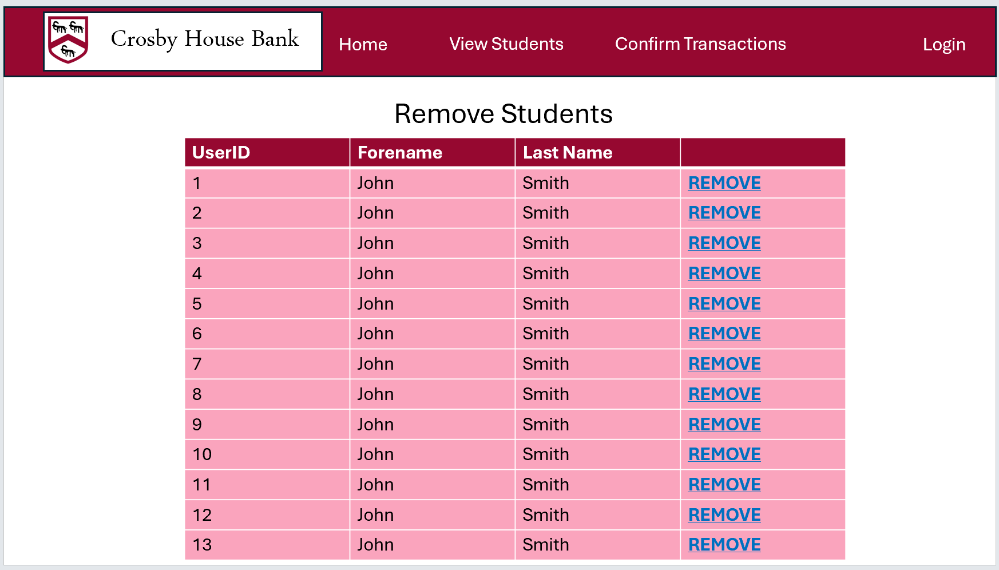 Crosby House Bank
Home View Students Confirm Transactions Login
Remove Students
UserID Forename Last Name
1 John Smith REMOVE
2 John Smith REMOVE
3 John Smith REMOVE
4 John Smith REMOVE
5 John Smith REMOVE
6 John Smith REMOVE
7 John Smith REMOVE
8 John Smith REMOVE
9 John Smith REMOVE
10 John Smith REMOVE
11 John Smith REMOVE
12 John Smith REMOVE
13 John Smith REMOVE